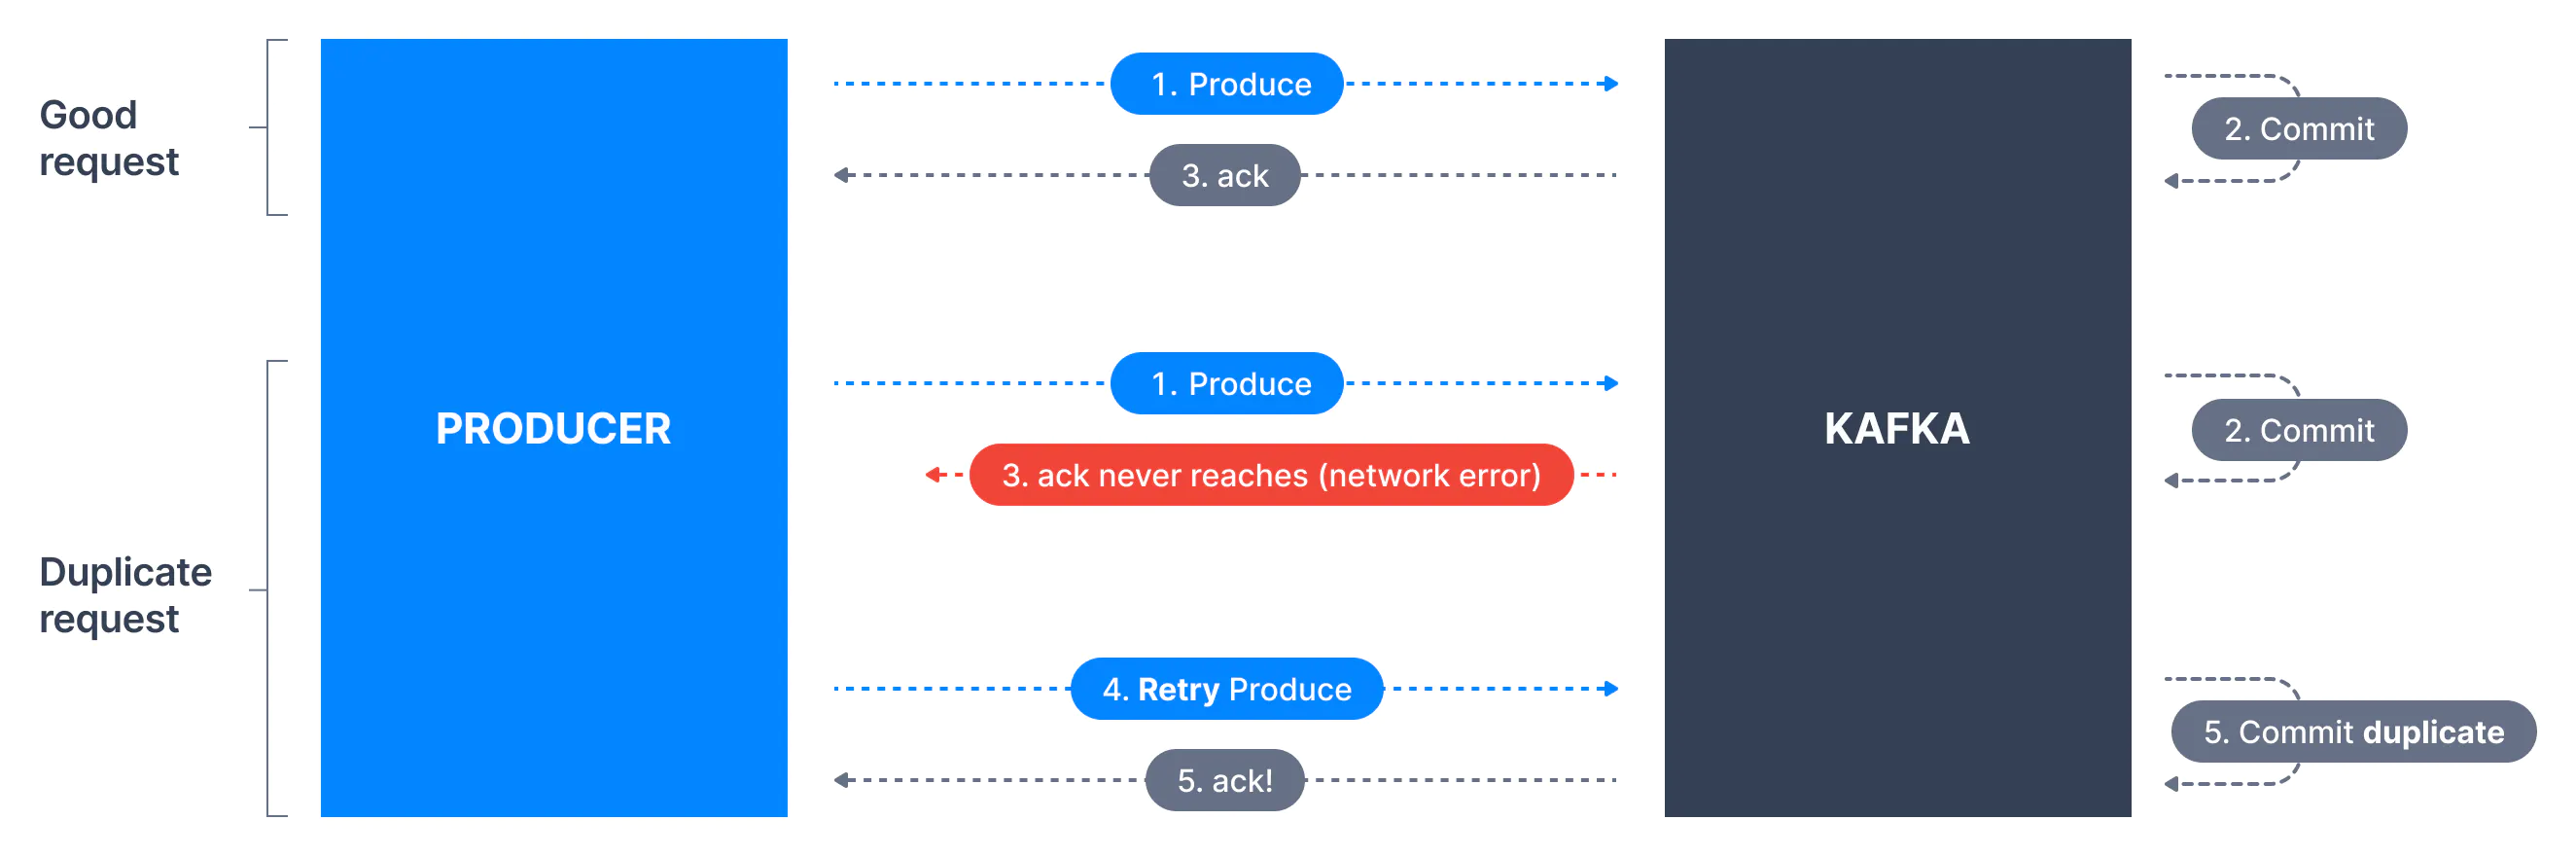 Good
request
PRODUCER
1. Produce
3. ack
KAFKA
2. Commit
Duplicate
request
1. Produce
3. ack never reaches (network error)
2. Commit
4. Retry Produce
5. ack!
5. Commit duplicate